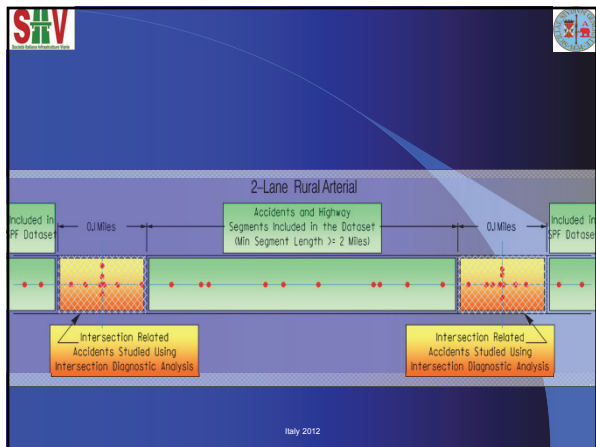 SIIV
Società Italiana Infrastrutture Viarie
2-Lane Rural Arterial
Included in
SPF Dataset
0.1 Miles
Accidents and Highway
Segments Included in the Dataset
(Min Segment Length >= 2 Miles)
0.1 Miles
Included in
SPF Dataset
Intersection Related
Accidents Studied Using
Intersection Diagnostic Analysis
Intersection Related
Accidents Studied Using
Intersection Diagnostic Analysis
Italy 2012